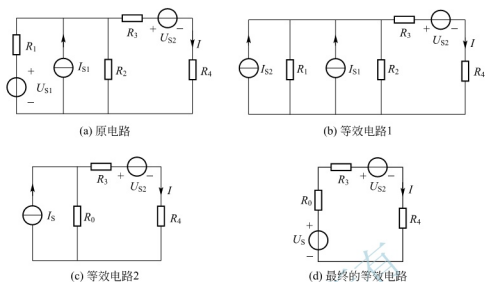 R3
+ US2 −
I
R1
+
US1
−
IS1
R2
R4
(a) 原电路
R3
+ US2 −
I
IS2
R1
IS1
R2
R4
(b) 等效电路1
R3
+ US2 −
I
IS
R0
R4
(c) 等效电路2
R3
+ US2 −
I
R0
R4
+
US
−
(d) 最终的等效电路